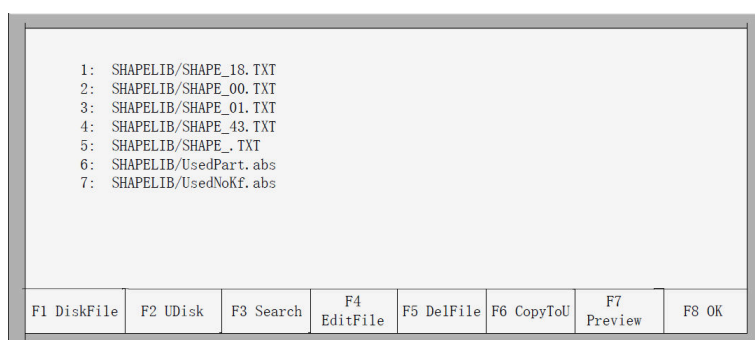 1: SHAPELIB/SHAPE_18.TXT
2: SHAPELIB/SHAPE_00.TXT
3: SHAPELIB/SHAPE_01.TXT
4: SHAPELIB/SHAPE_43.TXT
5: SHAPELIB/SHAPE_.TXT
6: SHAPELIB/UsedPart.abs
7: SHAPELIB/UsedNoKf.abs
F1 DiskFile F2 UDisk F3 Search F4 EditFile F5 DelFile F6 CopyToU F7 Preview F8 OK